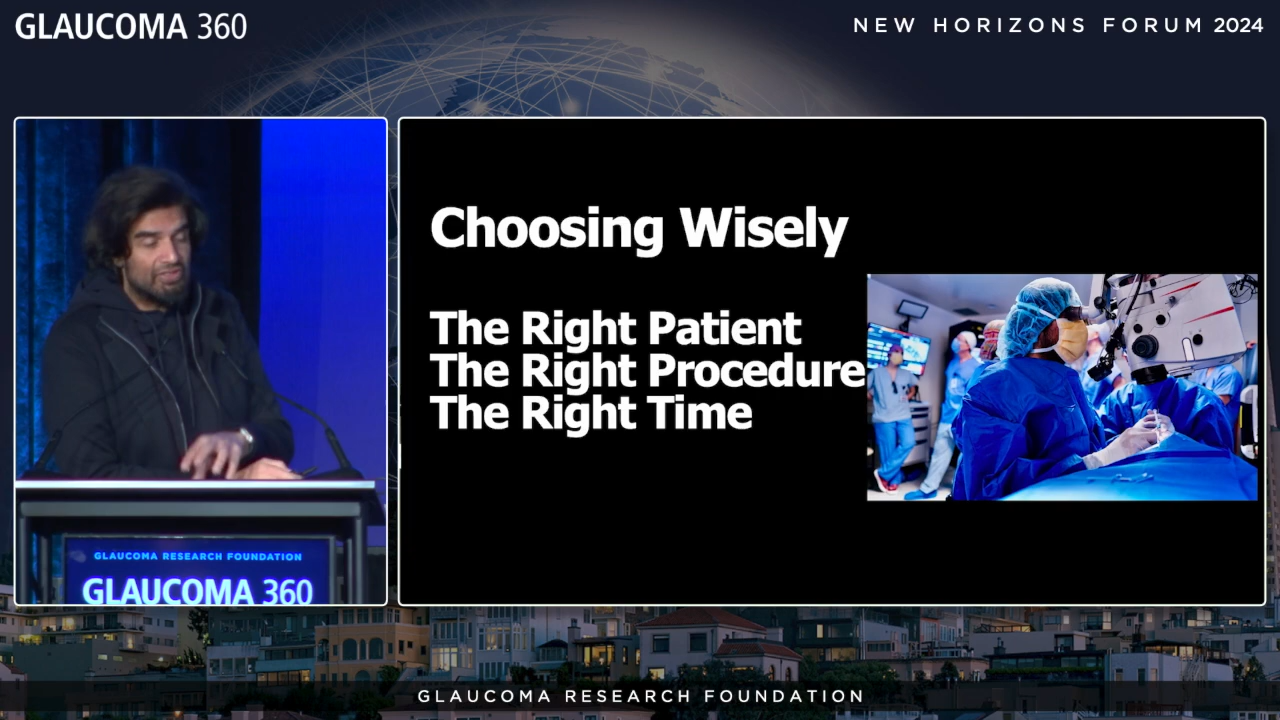 GLAUCOMA 360
NEW HORIZONS FORUM 2024
Choosing Wisely
The Right Patient
The Right Procedure
The Right Time
GLAUCOMA RESEARCH FOUNDATION
GLAUCOMA 360
GLAUCOMA RESEARCH FOUNDATION